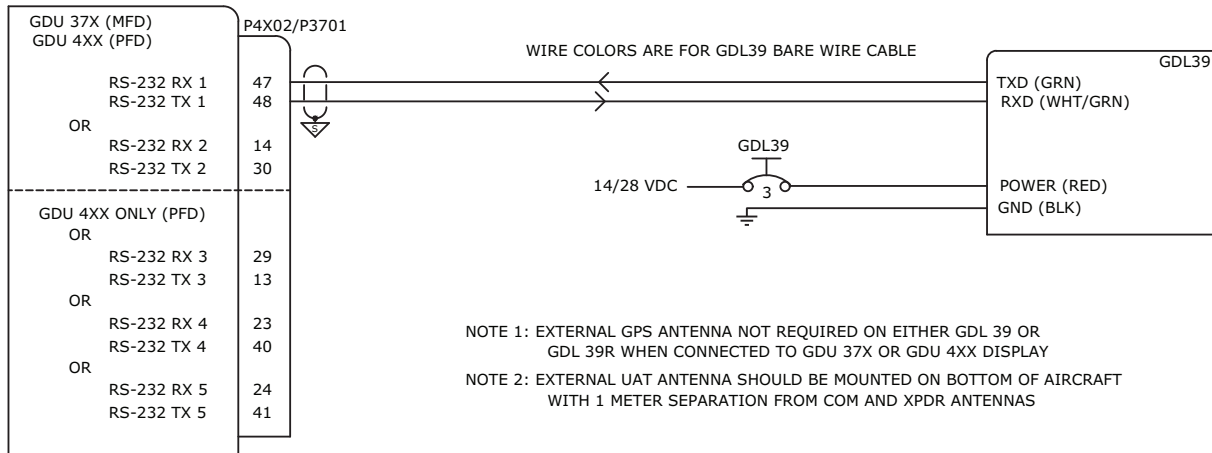 GDU 37X (MFD)
GDU 4XX (PFD)
P4X02/P3701
RS-232 RX 1 47
RS-232 TX 1 48
OR
RS-232 RX 2 14
RS-232 TX 2 30
GDU 4XX ONLY (PFD)
OR
RS-232 RX 3 29
RS-232 TX 3 13
OR
RS-232 RX 4 23
RS-232 TX 4 40
OR
RS-232 RX 5 24
RS-232 TX 5 41
S
WIRE COLORS ARE FOR GDL39 BARE WIRE CABLE
GDL39
TXD (GRN)
RXD (WHT/GRN)
GDL39
14/28 VDC
3
POWER (RED)
GND (BLK)
NOTE 1: EXTERNAL GPS ANTENNA NOT REQUIRED ON EITHER GDL 39 OR
GDL 39R WHEN CONNECTED TO GDU 37X OR GDU 4XX DISPLAY
NOTE 2: EXTERNAL UAT ANTENNA SHOULD BE MOUNTED ON BOTTOM OF AIRCRAFT
WITH 1 METER SEPARATION FROM COM AND XPDR ANTENNAS